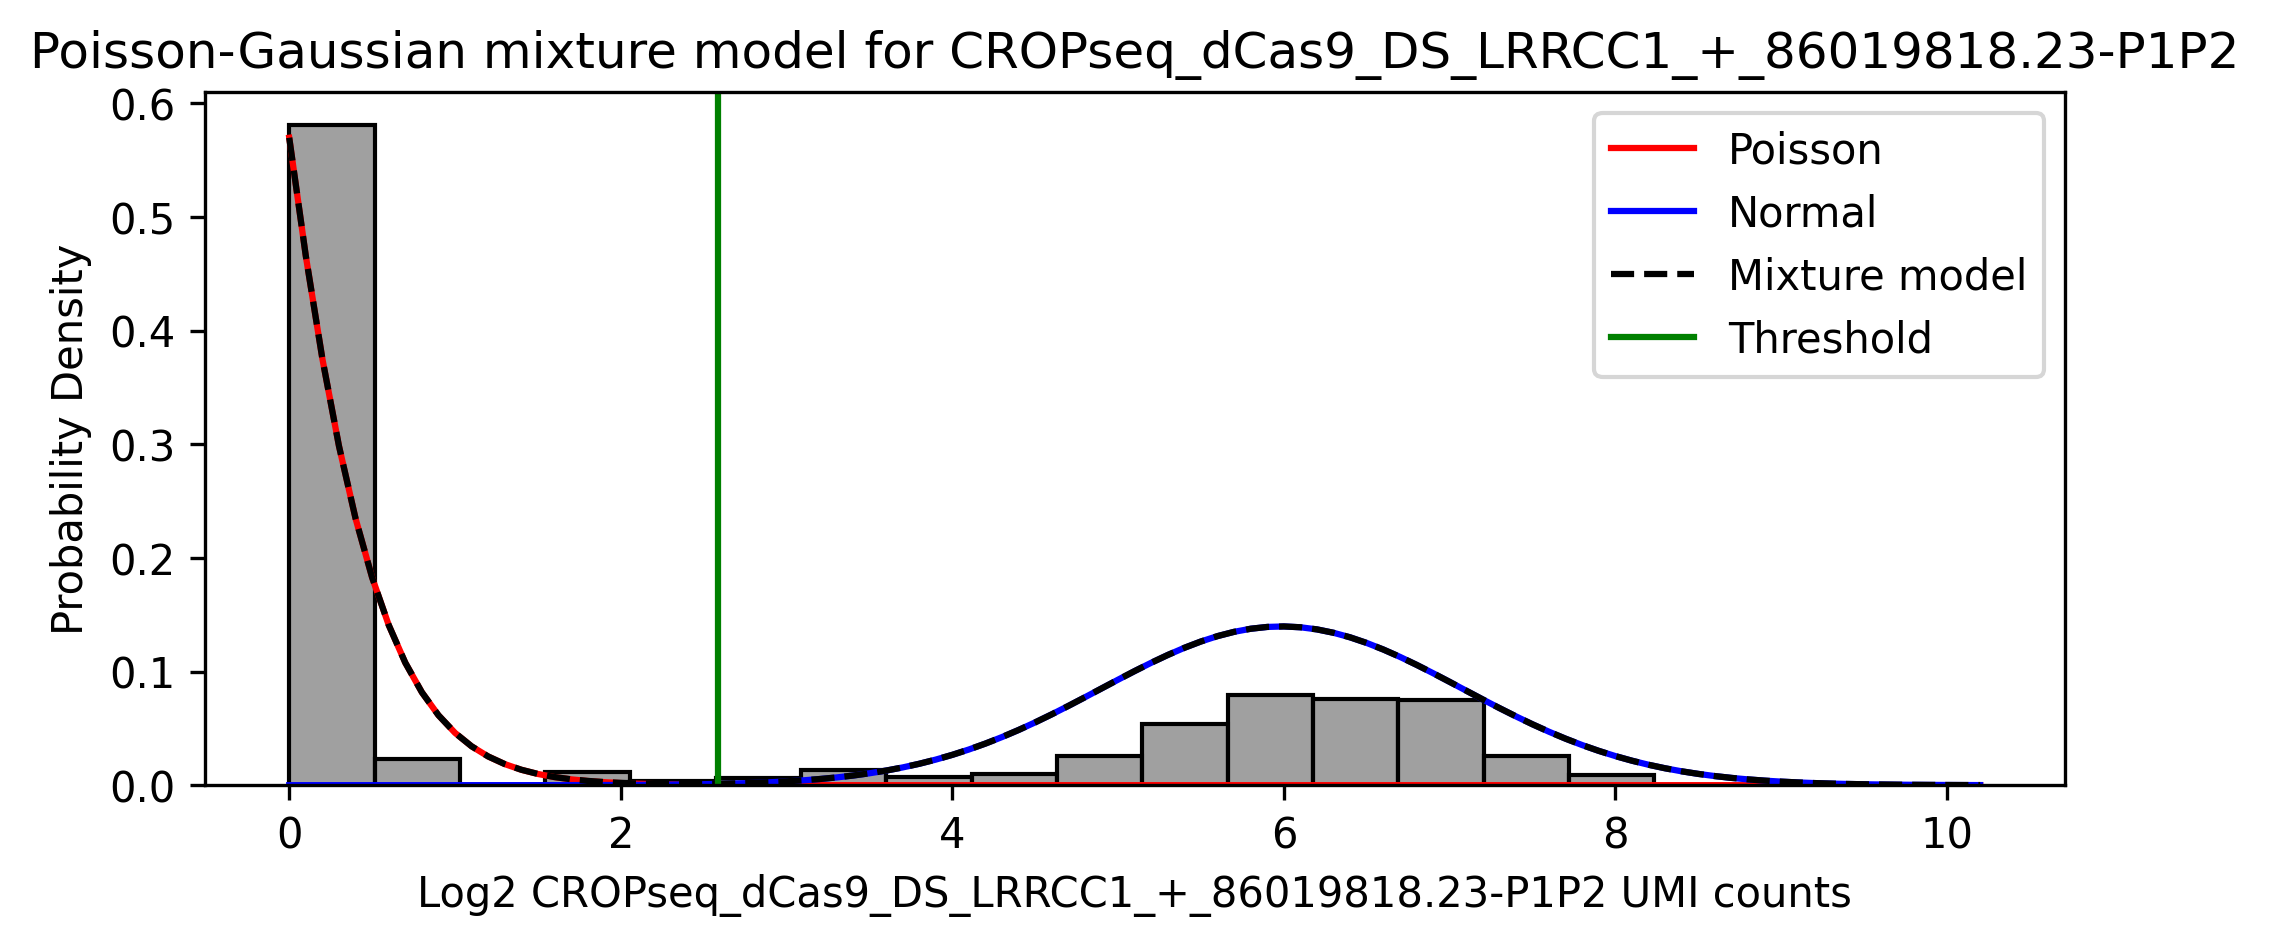 Poisson-Gaussian mixture model for CROPseq_dCas9_DS_LRRCC1_+_86019818.23-P1P2
Probability Density
0.6
0.5
0.4
0.3
0.2
0.1
0.0
Poisson
Normal
Mixture model
Threshold
0 2 4 6 8 10
Log2 CROPseq_dCas9_DS_LRRCC1_+_86019818.23-P1P2 UMI counts